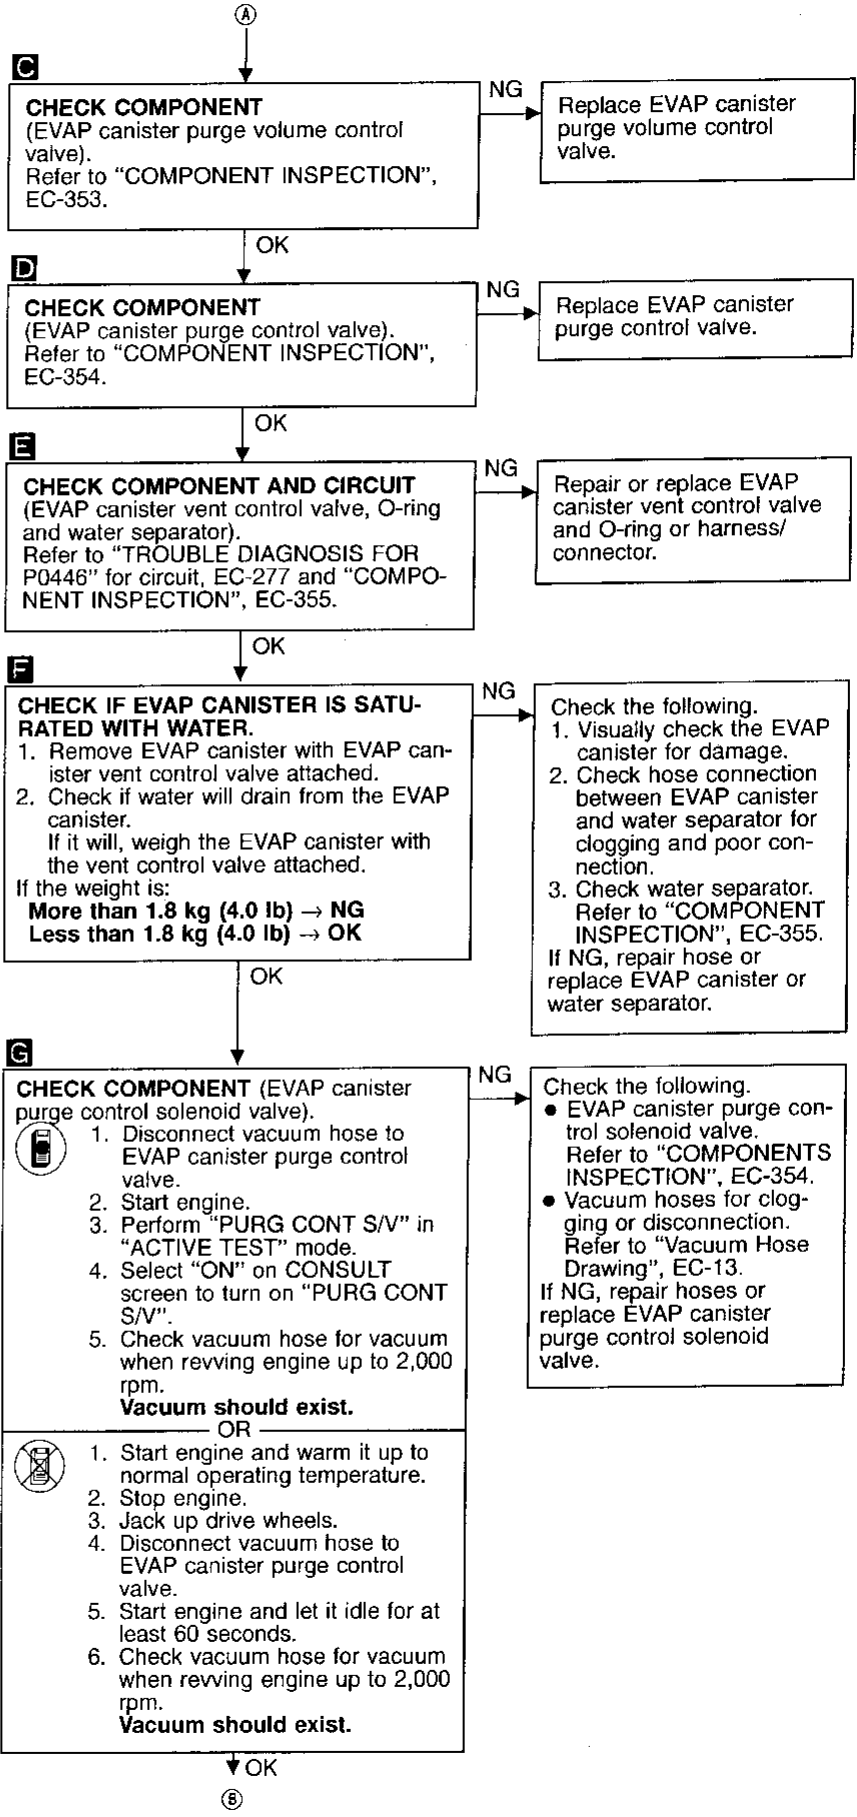 A
C
CHECK COMPONENT
(EVAP canister purge volume control
valve).
Refer to “COMPONENT INSPECTION”,
EC-353.
NG
Replace EVAP canister
purge volume control
valve.
OK
D
CHECK COMPONENT
(EVAP canister purge control valve).
Refer to “COMPONENT INSPECTION”,
EC-354.
NG
Replace EVAP canister
purge control valve.
OK
E
CHECK COMPONENT AND CIRCUIT
(EVAP canister vent control valve, O-ring
and water separator).
Refer to “TROUBLE DIAGNOSIS FOR
P0446” for circuit, EC-277 and “COMPO-
NENT INSPECTION”, EC-355.
NG
Repair or replace EVAP
canister vent control valve
and O-ring or harness/
connector.
OK
F
CHECK IF EVAP CANISTER IS SATU-
RATED WITH WATER.
1. Remove EVAP canister with EVAP can-
ister vent control valve attached.
2. Check if water will drain from the EVAP
canister.
If it will, weigh the EVAP canister with
the vent control valve attached.
If the weight is:
More than 1.8 kg (4.0 lb) → NG
Less than 1.8 kg (4.0 lb) → OK
NG
Check the following.
1. Visually check the EVAP
canister for damage.
2. Check hose connection
between EVAP canister
and water separator for
clogging and poor con-
nection.
3. Check water separator.
Refer to “COMPONENT
INSPECTION”, EC-355.
If NG, repair hose or
replace EVAP canister or
water separator.
OK
G
CHECK COMPONENT (EVAP canister
purge control solenoid valve).
1. Disconnect vacuum hose to
EVAP canister purge control
valve.
2. Start engine.
3. Perform “PURG CONT S/V” in
“ACTIVE TEST” mode.
4. Select “ON” on CONSULT
screen to turn on “PURG CONT
S/V”.
5. Check vacuum hose for vacuum
when revving engine up to 2,000
rpm.
Vacuum should exist.
OR
1. Start engine and warm it up to
normal operating temperature.
2. Stop engine.
3. Jack up drive wheels.
4. Disconnect vacuum hose to
EVAP canister purge control
valve.
5. Start engine and let it idle for at
least 60 seconds.
6. Check vacuum hose for vacuum
when revving engine up to 2,000
rpm.
Vacuum should exist.
NG
Check the following.
● EVAP canister purge con-
trol solenoid valve.
Refer to “COMPONENTS
INSPECTION”, EC-354.
● Vacuum hoses for clog-
ging or disconnection.
Refer to “Vacuum Hose
Drawing”, EC-13.
If NG, repair hoses or
replace EVAP canister
purge control solenoid
valve.
OK
B